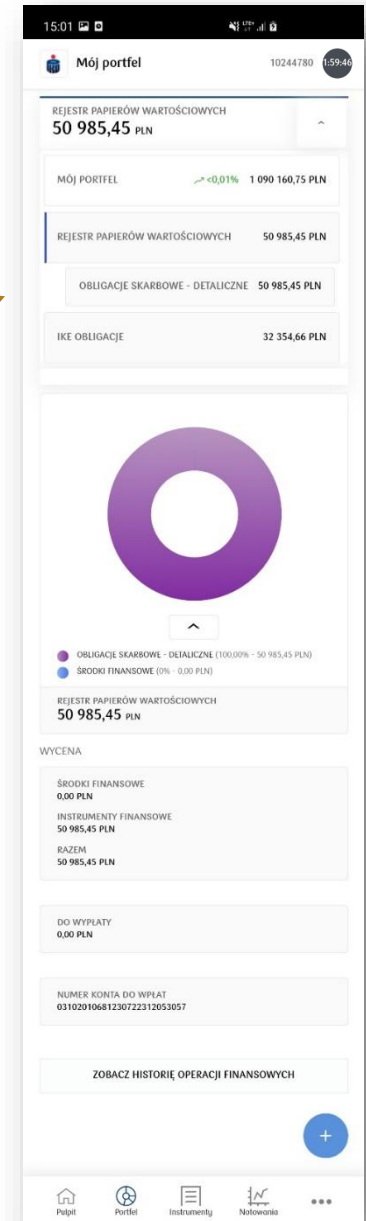 15:01
Mój portfel 10244780 1:59:46
REJESTR PAPIERÓW WARTOŚCIOWYCH
50 985,45 PLN
MÓJ PORTFEL <0,01% 1 090 160,75 PLN
REJESTR PAPIERÓW WARTOŚCIOWYCH 50 985,45 PLN
OBLIGACJE SKARBOWE - DETALICZNE 50 985,45 PLN
IKE OBLIGACJE 32 354,66 PLN
OBLIGACJE SKARBOWE - DETALICZNE (100,00% - 50 985,45 PLN)
ŚRODKI FINANSOWE (0% - 0,00 PLN)
REJESTR PAPIERÓW WARTOŚCIOWYCH
50 985,45 PLN
WYCENA
ŚRODKI FINANSOWE
0,00 PLN
INSTRUMENTY FINANSOWE
50 985,45 PLN
RAZEM
50 985,45 PLN
DO WYPŁATY
0,00 PLN
NUMER KONTA DO WPŁAT
03102010681230722312053057
ZOBACZ HISTORIĘ OPERACJI FINANSOWYCH
Pulpit Portfel Instrumenty Notowania